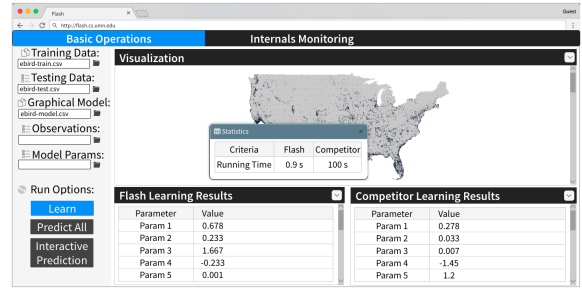 Flash
Guest
http://flash.cs.umn.edu
Basic Operations
Internals Monitoring
Training Data:
ebird-train.csv
Testing Data:
ebird-test.csv
Graphical Model:
ebird-model.csv
Observations:
Model Params:
Run Options:
Learn
Predict All
Interactive
Prediction
Visualization
Statistics
Criteria Flash Competitor
Running Time 0.9 s 100 s
Flash Learning Results
Parameter Value
Param 1 0.678
Param 2 0.233
Param 3 1.667
Param 4 -0.233
Param 5 0.001
Competitor Learning Results
Parameter Value
Param 1 0.278
Param 2 0.033
Param 3 0.007
Param 4 -1.45
Param 5 1.2